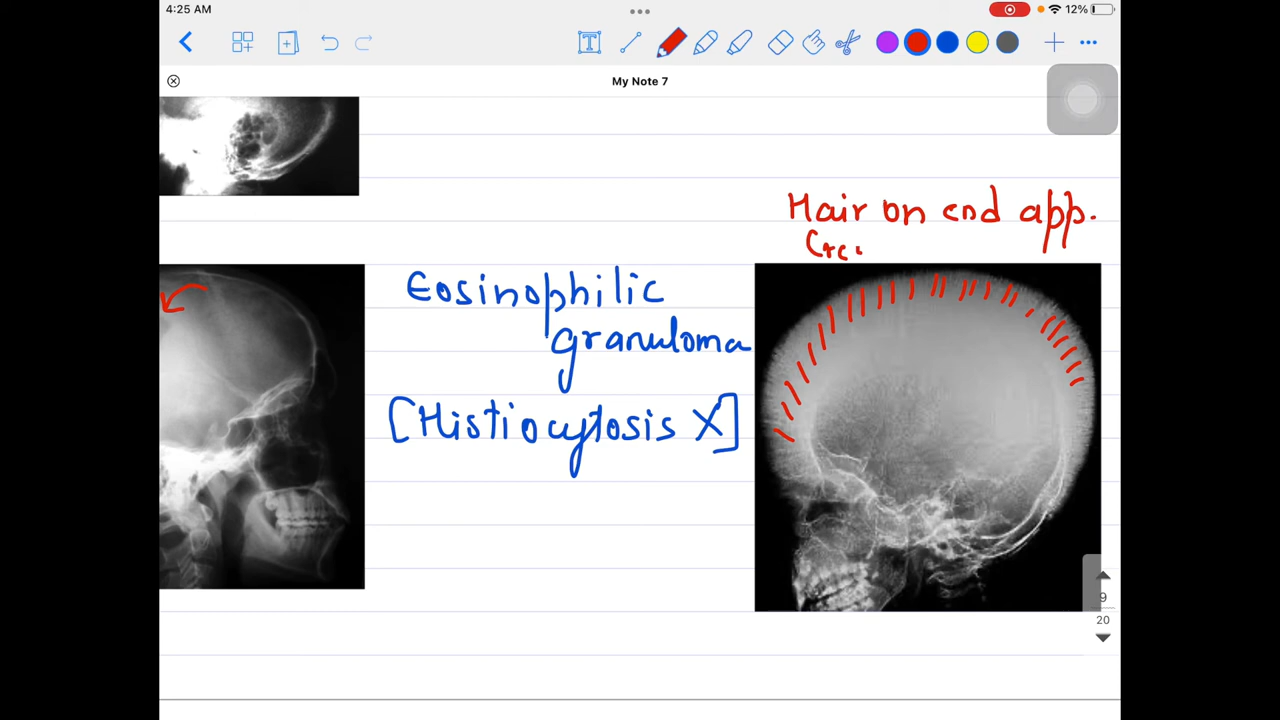 4:25 AM
12%
T
My Note 7
Hair on end app.
Eosinophilic
granuloma
[Histiocytosis X]
9
20